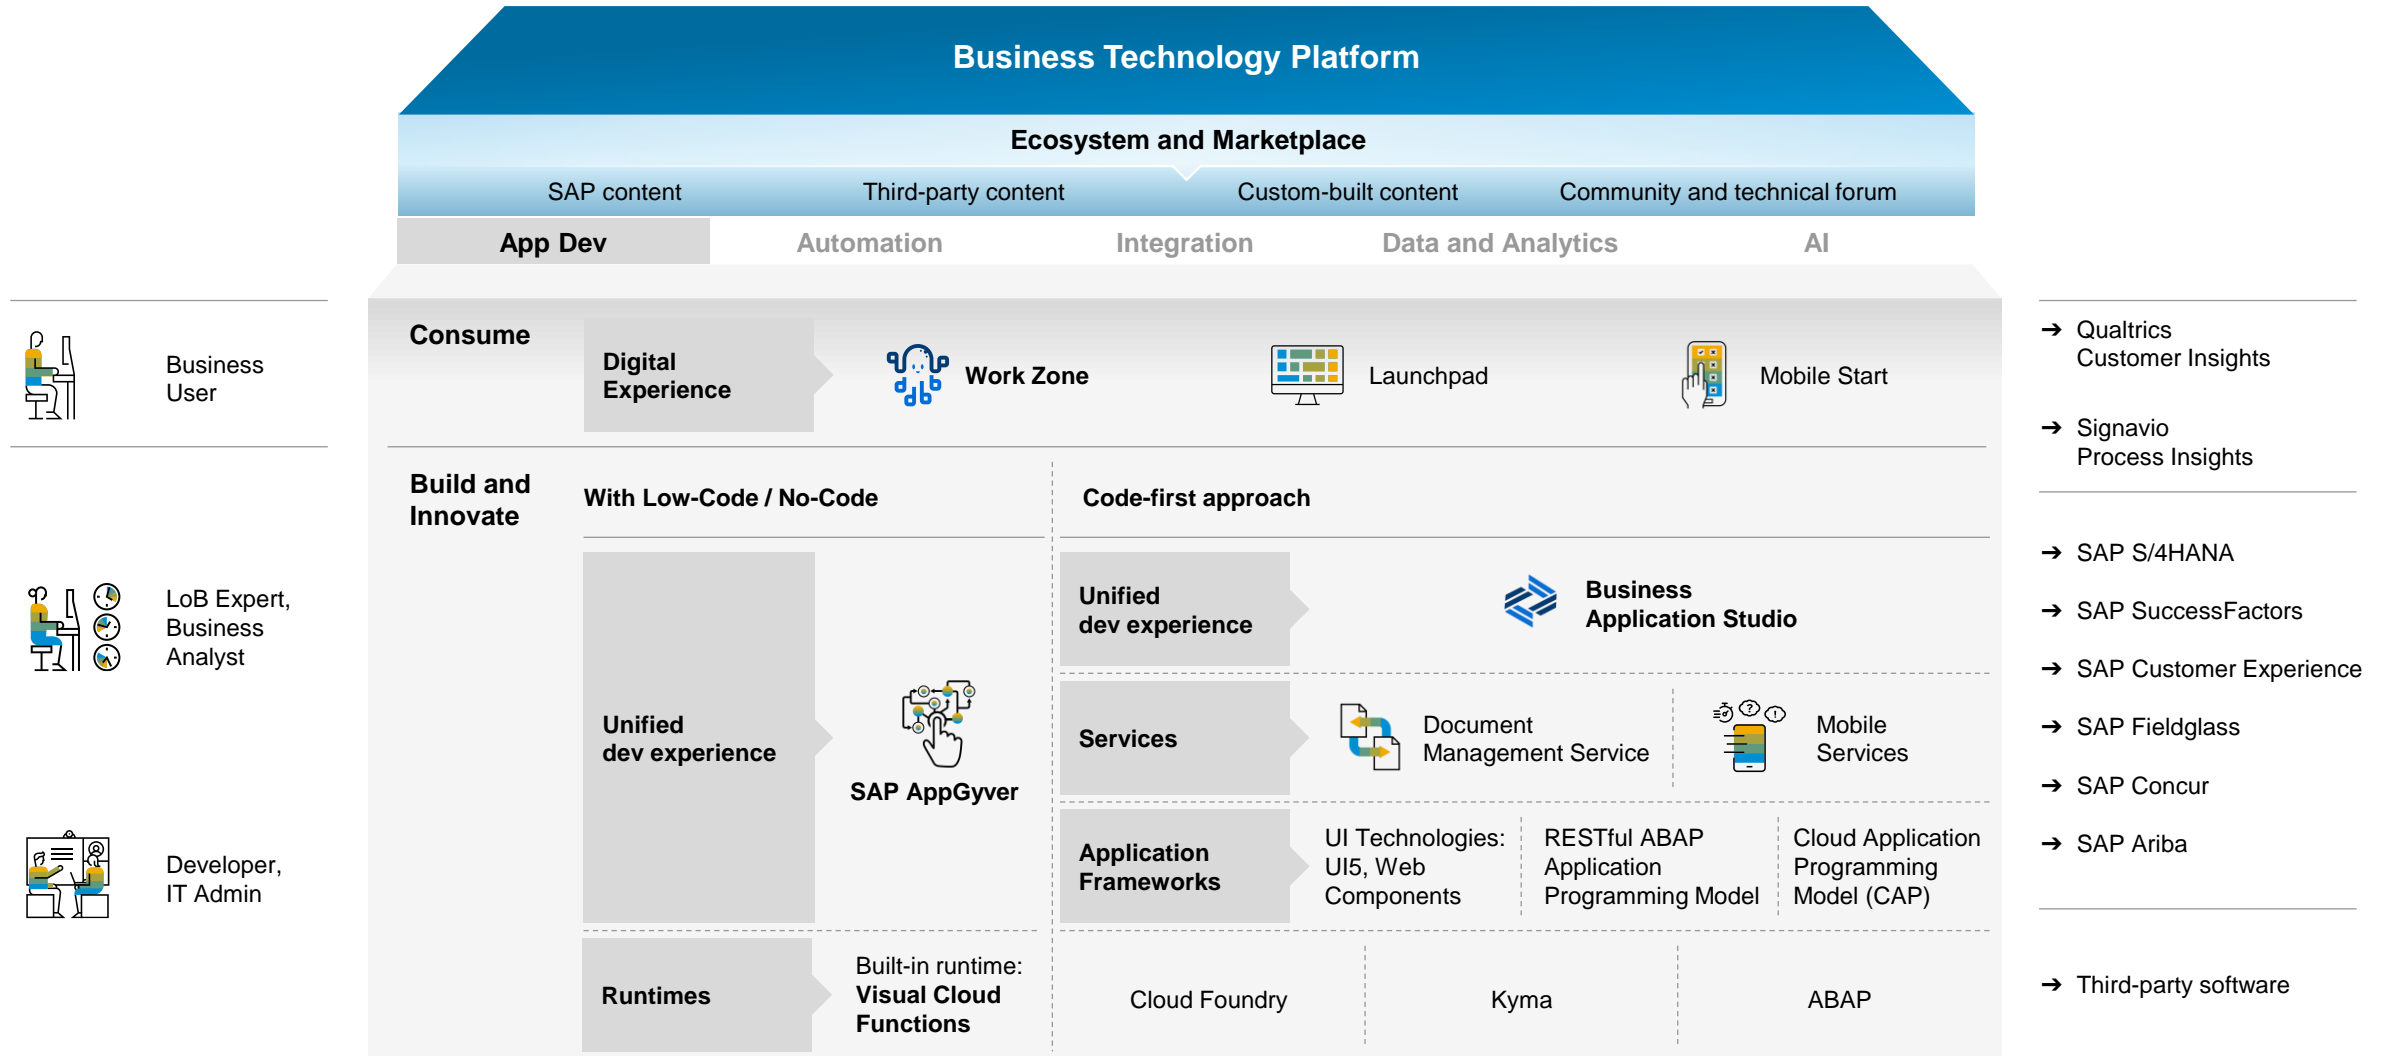 Business Technology Platform
Ecosystem and Marketplace
SAP content
Third-party content
Custom-built content
Community and technical forum
App Dev
Automation
Integration
Data and Analytics
AI
Business
User
LoB Expert,
Business
Analyst
Developer,
IT Admin
Consume
Digital
Experience
Work Zone
Launchpad
Mobile Start
Build and
Innovate
With Low-Code / No-Code
Unified
dev experience
SAP AppGyver
Runtimes
Built-in runtime:
Visual Cloud
Functions
Code-first approach
Unified
dev experience
Business
Application Studio
Services
Document
Management Service
Mobile
Services
Application
Frameworks
UI Technologies:
UI5, Web
Components
RESTful ABAP
Application
Programming Model
Cloud Application
Programming
Model (CAP)
Cloud Foundry
Kyma
ABAP
➔ Qualtrics
Customer Insights
➔ Signavio
Process Insights
➔ SAP S/4HANA
➔ SAP SuccessFactors
➔ SAP Customer Experience
➔ SAP Fieldglass
➔ SAP Concur
➔ SAP Ariba
➔ Third-party software